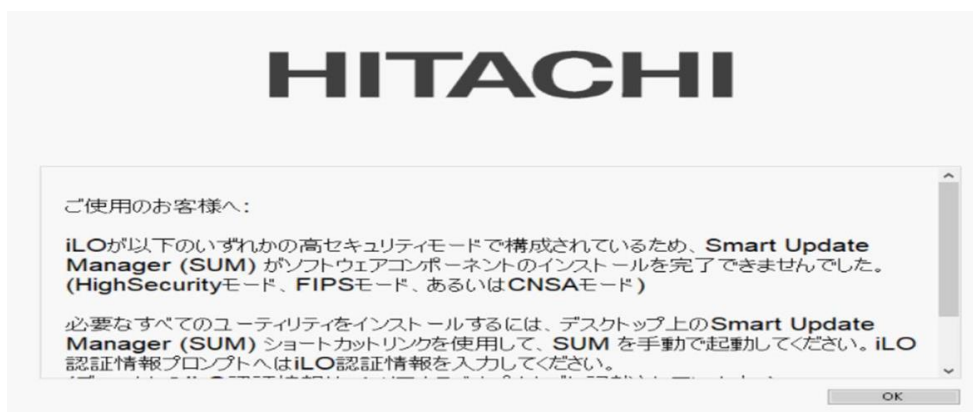 HITACHI
ご使用のお客様へ:
iLOが以下のいずれかの高セキュリティモードで構成されているため、Smart Update
Manager (SUM) がソフトウェアコンポーネントのインストールを完了できませんでした。
(HighSecurityモード、FIPSモード、あるいはCNSAモード)
必要なすべてのユーティリティをインストールするには、デスクトップ上のSmart Update
Manager (SUM) ショートカットリンクを使用して、SUM を手動で起動してください。iLO
認証情報プロンプトへはiLO認証情報を入力してください。
OK